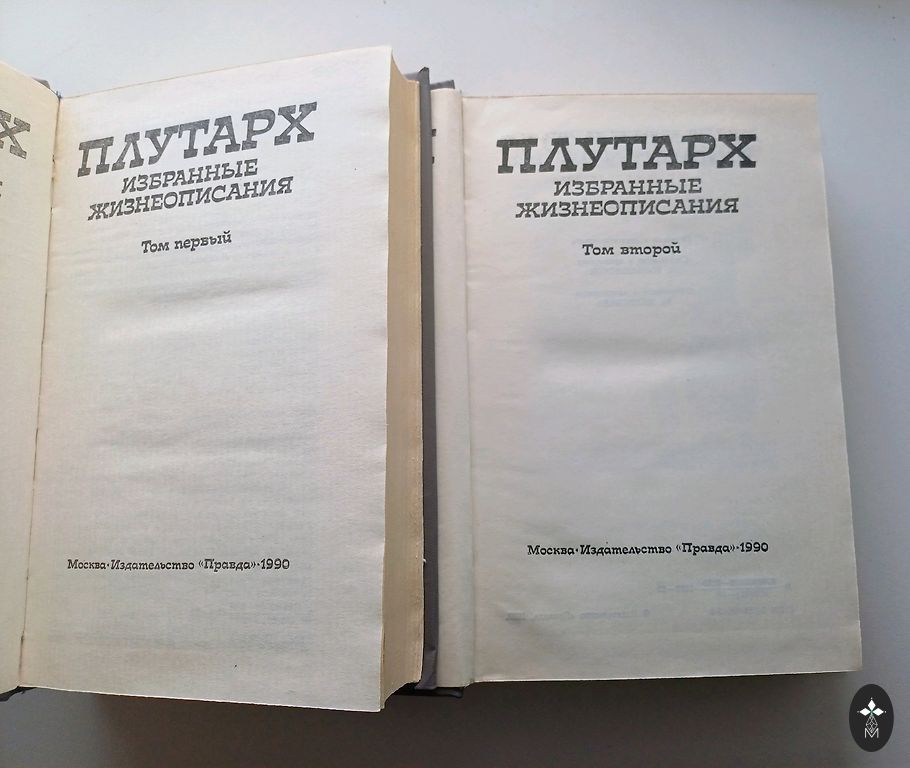 ПЛУТАРХ
ИЗБРАННЫЕ
ЖИЗНЕОПИСАНИЯ
Том первый
Москва·Издательство «Правда»·1990
ПЛУТАРХ
ИЗБРАННЫЕ
ЖИЗНЕОПИСАНИЯ
Том второй
Москва·Издательство «Правда»·1990
М